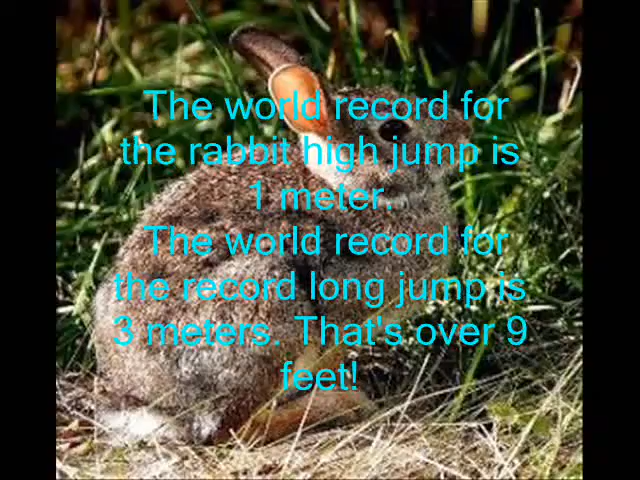 The world record for
the rabbit high jump is
1 meter.
The world record for
the record long jump is
3 meters. That's over 9
feet!